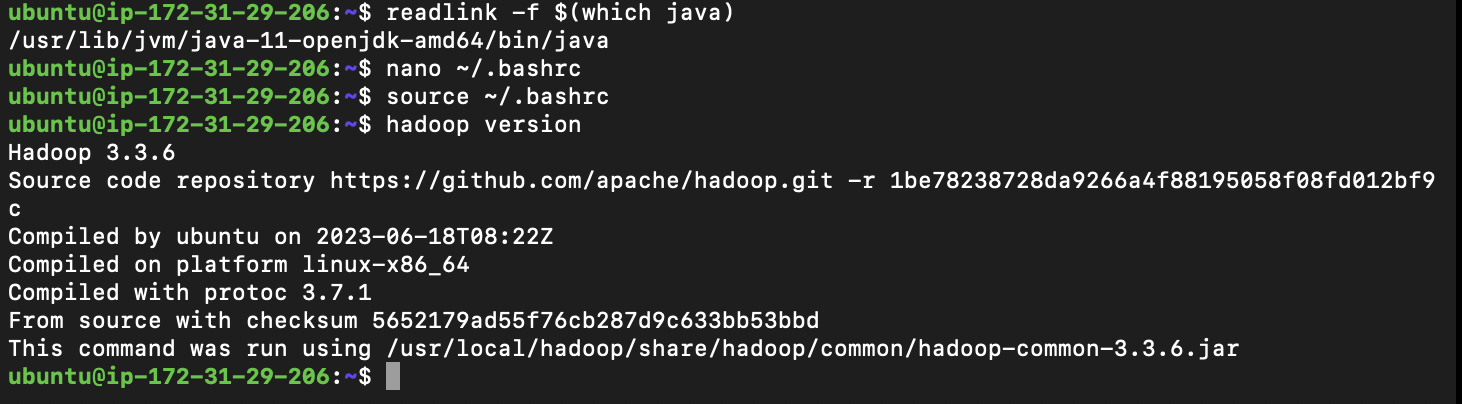 ubuntu@ip-172-31-29-206:~$ readlink -f $(which java)
/usr/lib/jvm/java-11-openjdk-amd64/bin/java
ubuntu@ip-172-31-29-206:~$ nano ~/.bashrc
ubuntu@ip-172-31-29-206:~$ source ~/.bashrc
ubuntu@ip-172-31-29-206:~$ hadoop version
Hadoop 3.3.6
Source code repository https://github.com/apache/hadoop.git -r 1be78238728da9266a4f88195058f08fd012bf9
c
Compiled by ubuntu on 2023-06-18T08:22Z
Compiled on platform linux-x86_64
Compiled with protoc 3.7.1
From source with checksum 5652179ad55f76cb287d9c633bb53bbd
This command was run using /usr/local/hadoop/share/hadoop/common/hadoop-common-3.3.6.jar
ubuntu@ip-172-31-29-206:~$